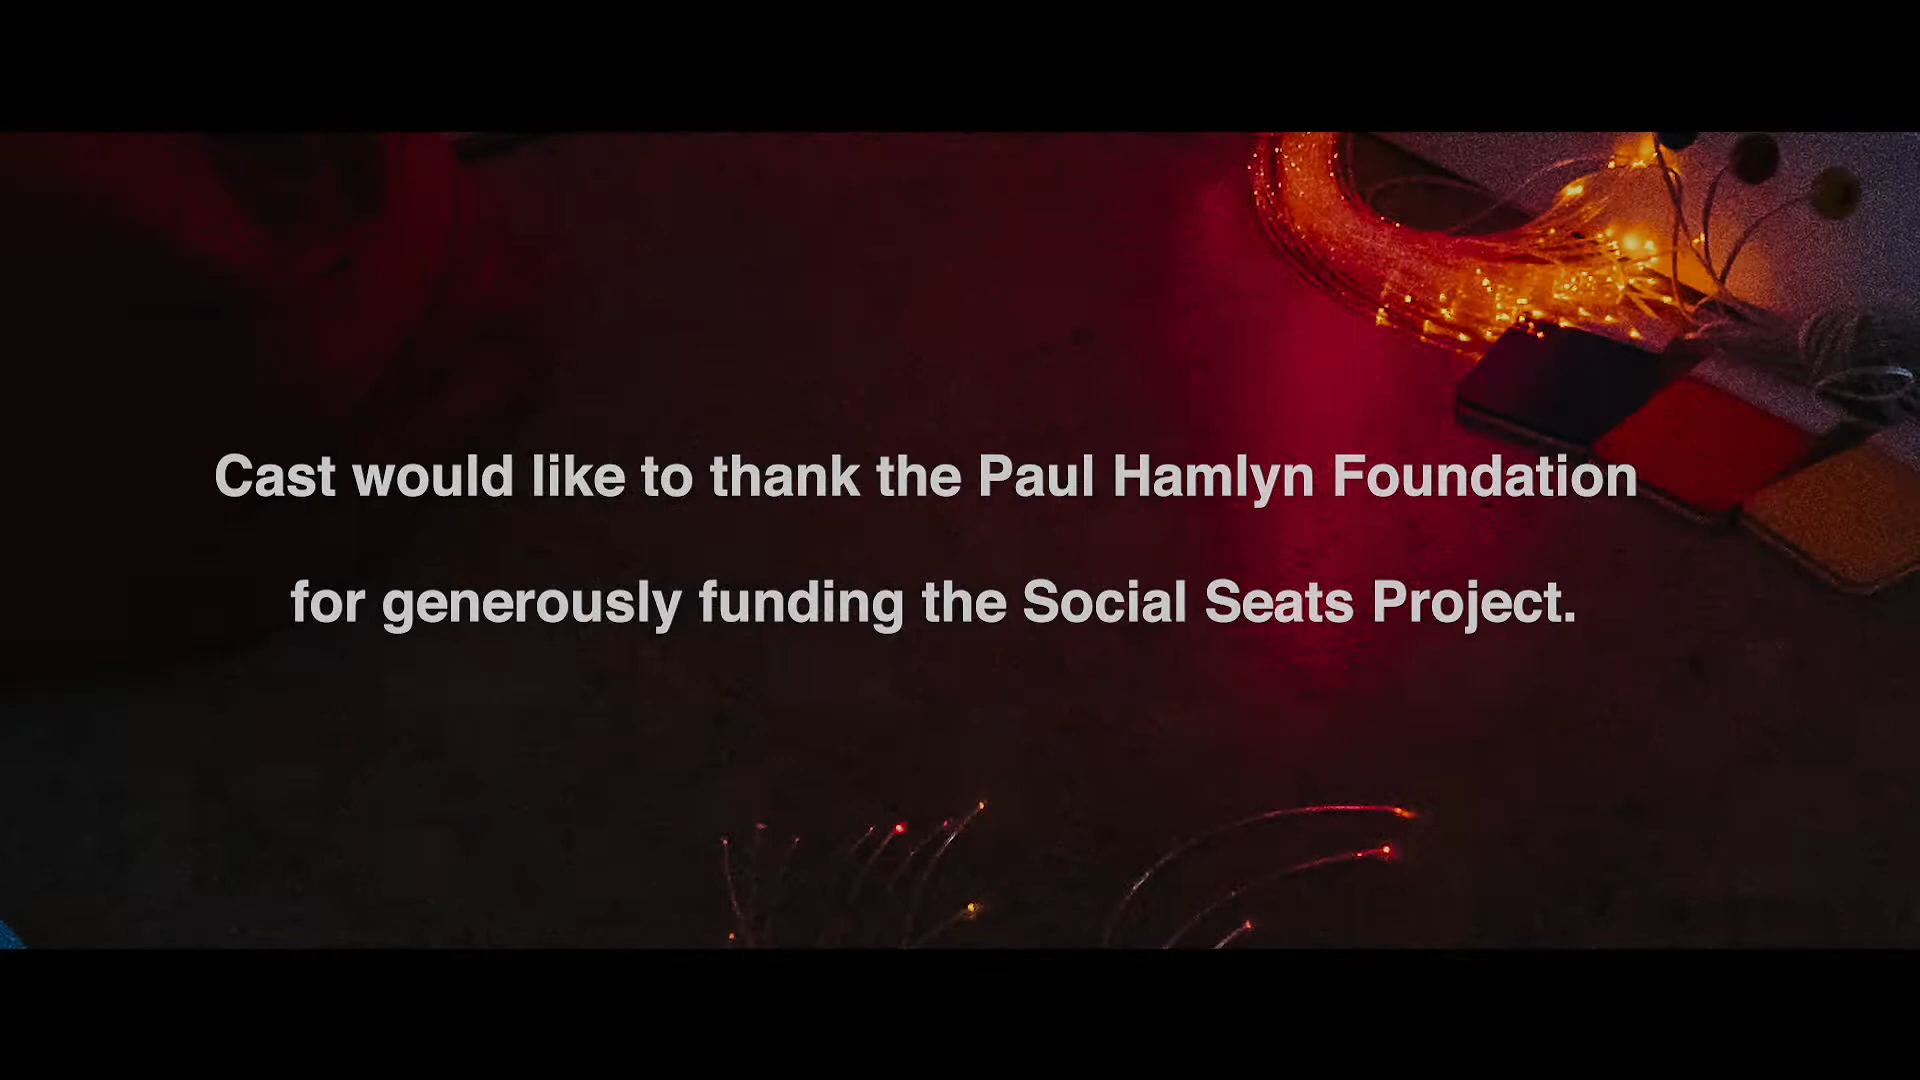 Cast would like to thank the Paul Hamlyn Foundation
for generously funding the Social Seats Project.